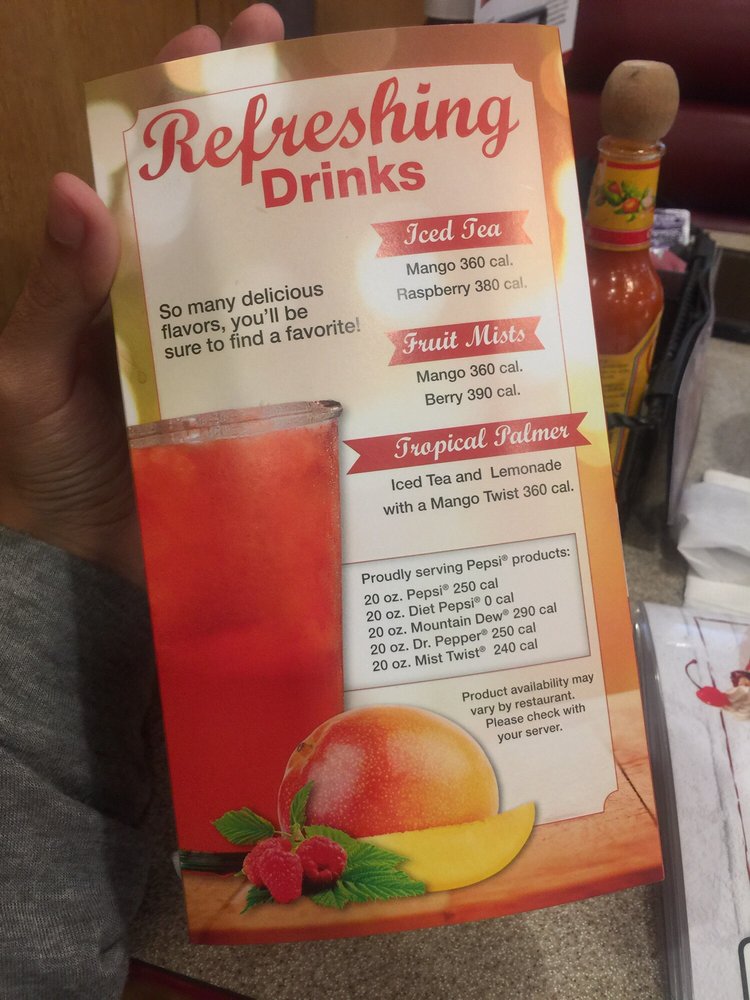 Refreshing
Drinks
So many delicious
flavors, you'll be
sure to find a favorite!
Iced Tea
Mango 360 cal.
Raspberry 380 cal.
Fruit Mists
Mango 360 cal.
Berry 390 cal.
Tropical Palmer
Iced Tea and Lemonade
with a Mango Twist 360 cal.
Proudly serving Pepsi® products:
20 oz. Pepsi® 250 cal
20 oz. Diet Pepsi® 0 cal
20 oz. Mountain Dew® 290 cal
20 oz. Dr. Pepper® 250 cal
20 oz. Mist Twist® 240 cal
Product availability may
vary by restaurant.
Please check with
your server.